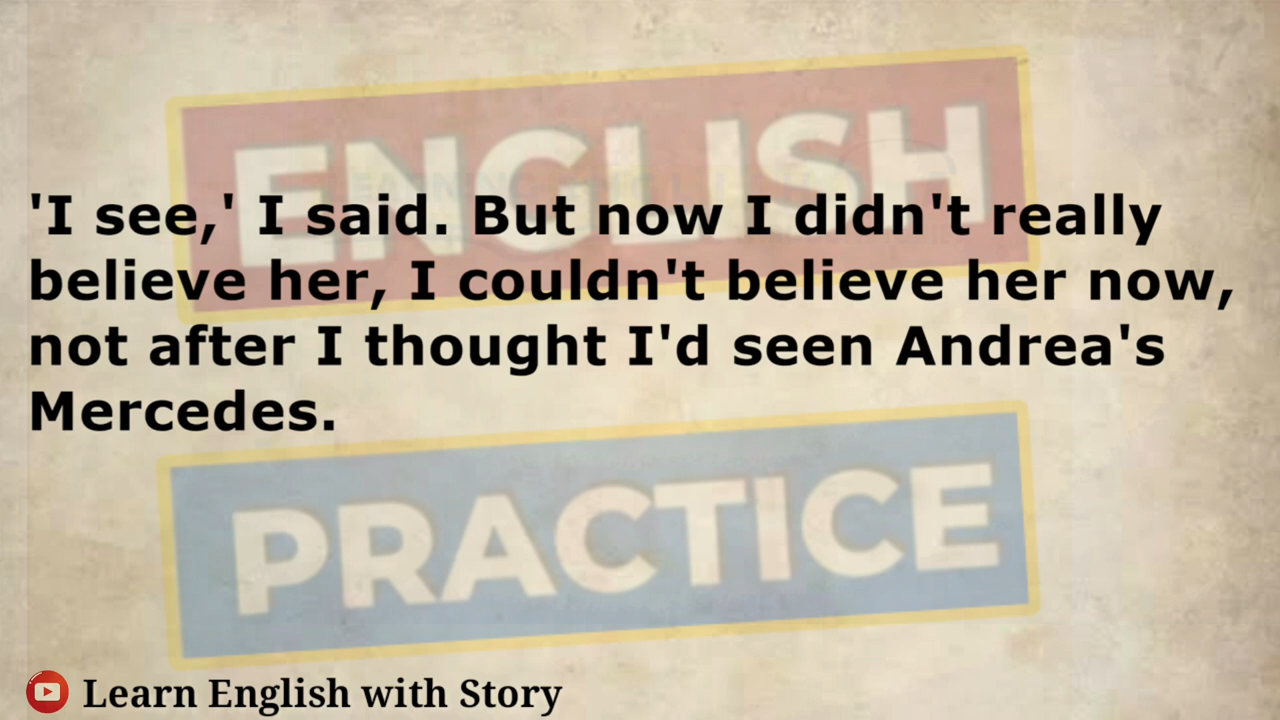 ENGLISH
'I see,' I said. But now I didn't really
believe her, I couldn't believe her now,
not after I thought I'd seen Andrea's
Mercedes.
PRACTICE
Learn English with Story